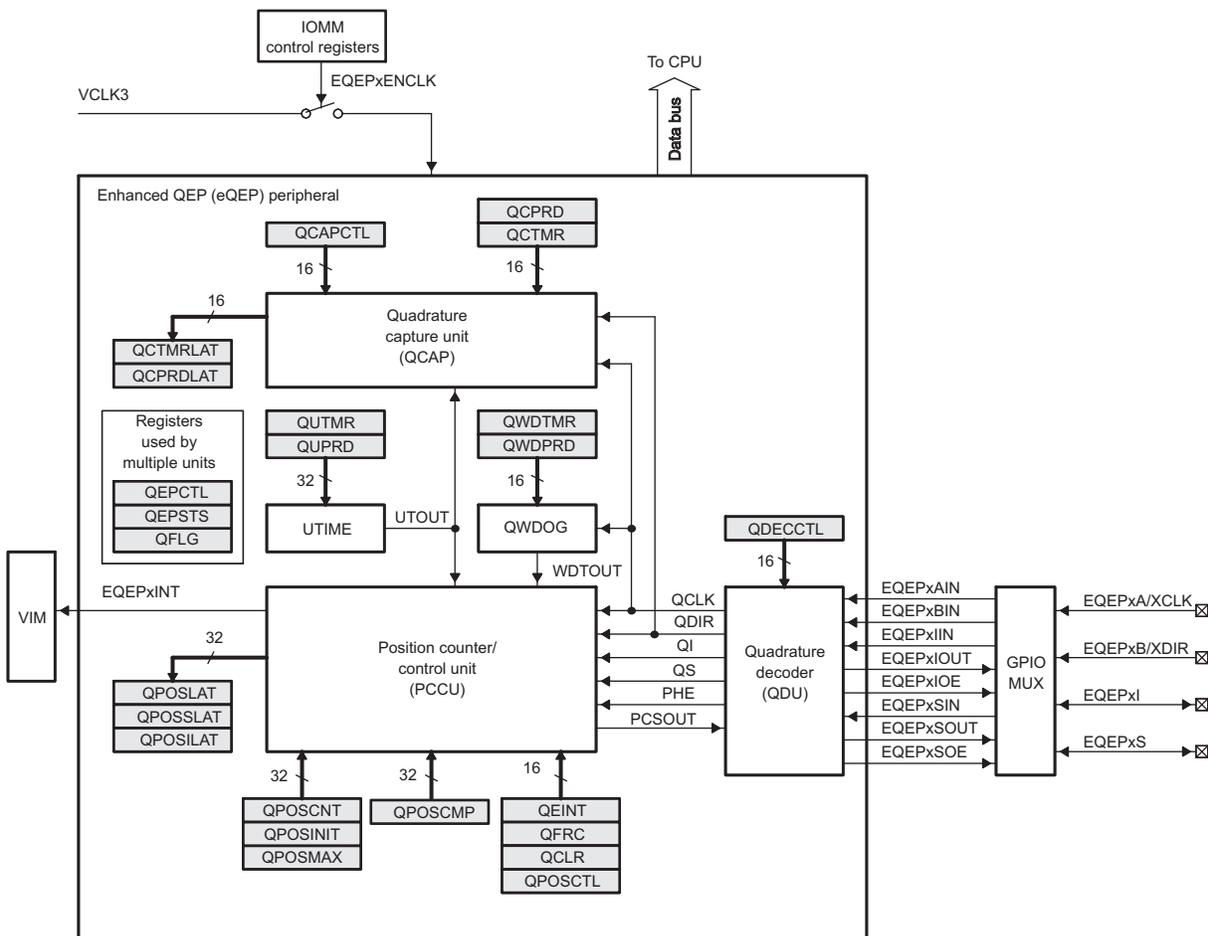 IOMM
control registers
To CPU
EQEPxENCLK
VCLK3
Data bus
Enhanced QEP (eQEP) peripheral
QCPRD
QCTMR
QCAPCTL
16
16
16
Quadrature
capture unit
(QCAP)
QCTMRLAT
QCPRDLAT
Registers
used by
multiple units
QEPCTL
QEPSTS
QFLG
QUTMR
QUPRD
QWDTMR
QWDPRD
32
16
UTIME
UTOUT
QWDOG
WDTOUT
QDECCTL
16
VIM
EQEPxINT
32
QPOSLAT
QPOSSLAT
QPOSILAT
Position counter/
control unit
(PCCU)
QCLK
QDIR
QI
QS
PHE
PCSOUT
Quadrature
decoder
(QDU)
EQEPxAIN
EQEPxBIN
EQEPxIIN
EQEPxIOUT
EQEPxIOE
EQEPxSIN
EQEPxSOUT
EQEPxSOE
GPIO
MUX
EQEPxA/XCLK
EQEPxB/XDIR
EQEPxI
EQEPxS
32
32
16
QPOSCNT
QPOSINIT
QPOSMAX
QPOSCMP
QEINT
QFRC
QCLR
QPOSCTL